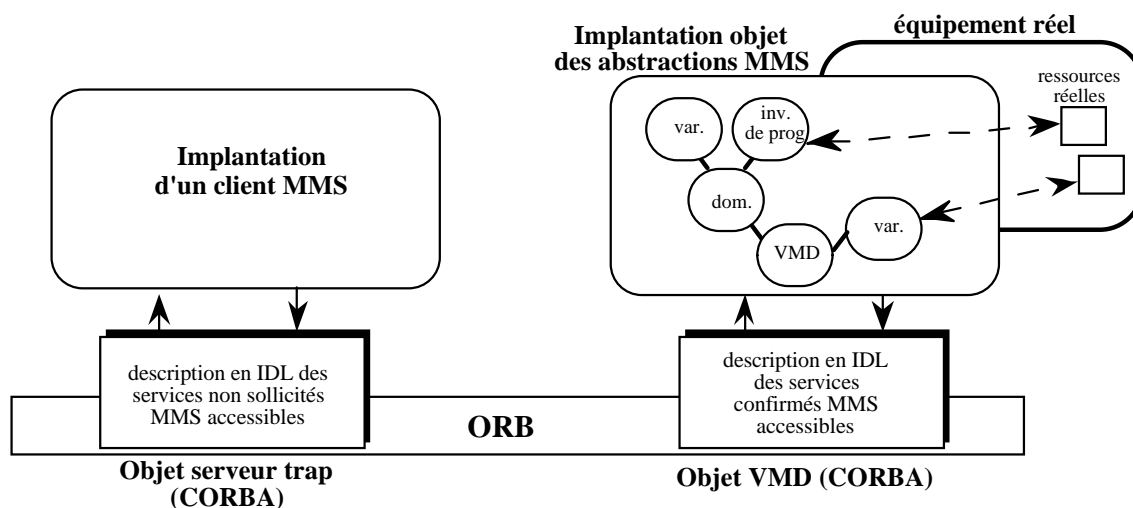 équipement réel
Implantation objet
des abstractions MMS
ressources
réelles
Implantation
d'un client MMS
var.
inv.
de prog
dom.
VMD
var.
description en IDL des
services non sollicités
MMS accessibles
ORB
description en IDL
des services
confirmés MMS
accessibles
Objet serveur trap
(CORBA)
Objet VMD (CORBA)